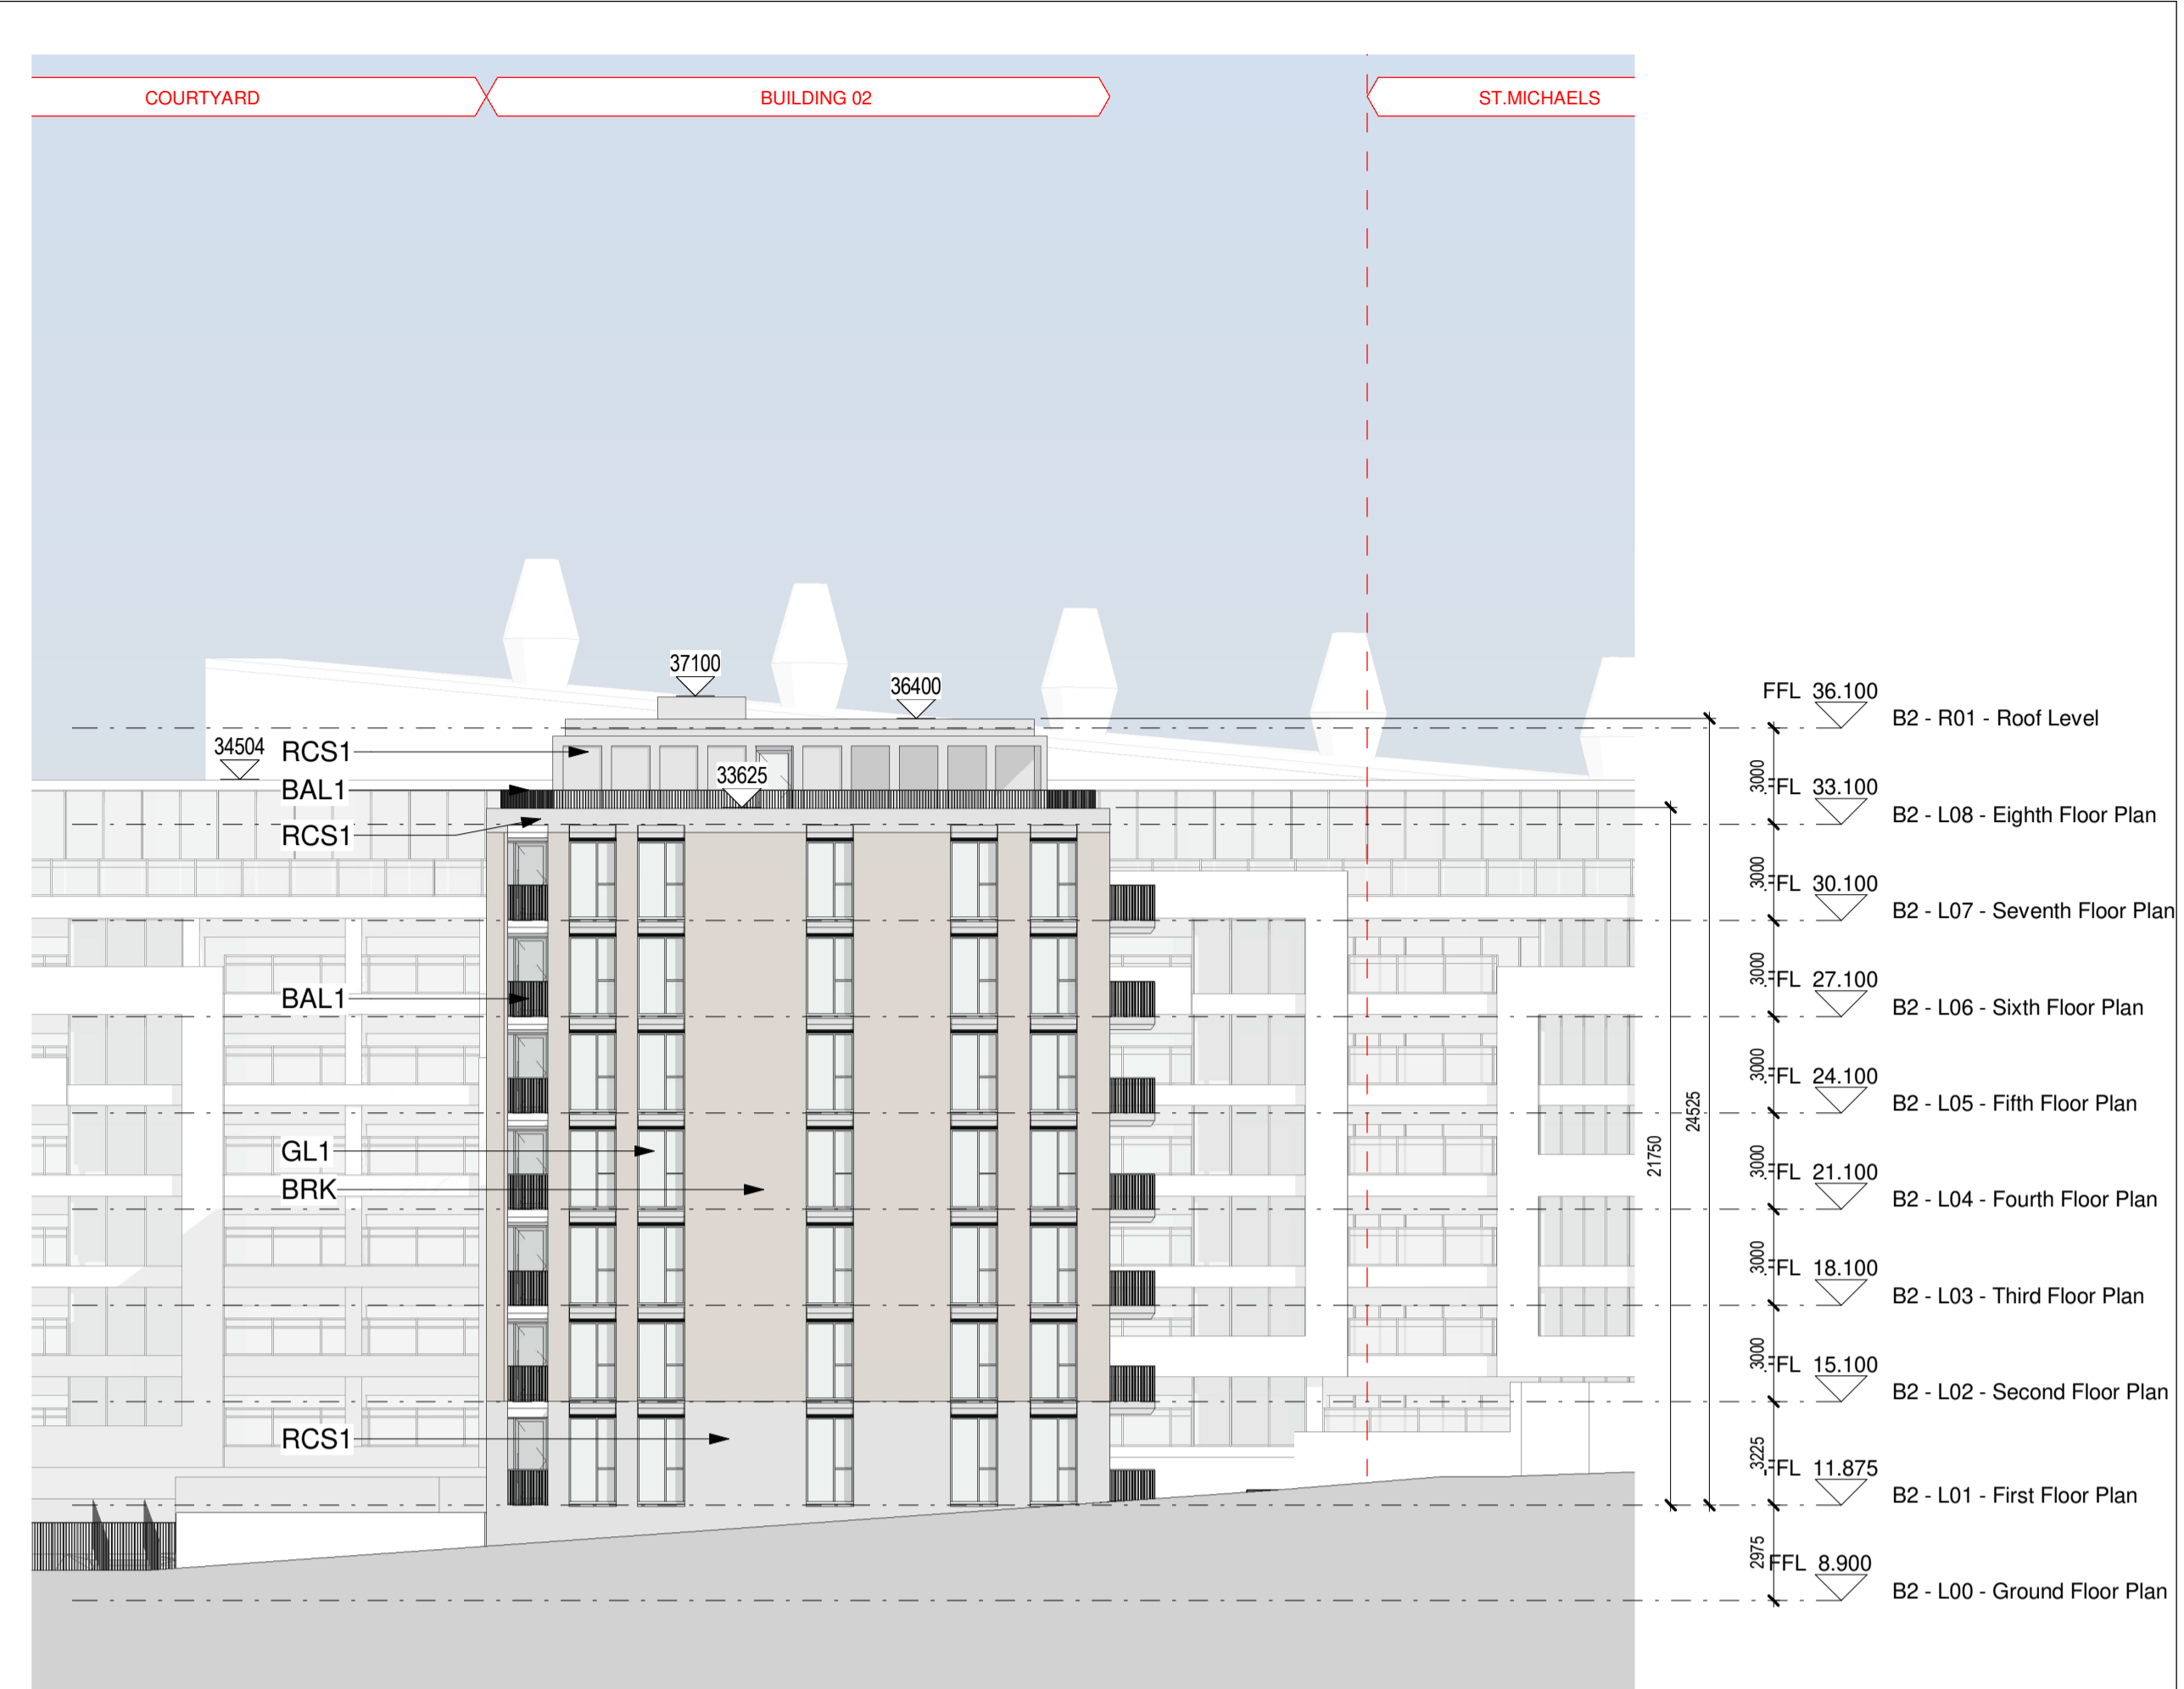 COURTYARD
BUILDING 02
ST.MICHAELS
37100
36400
34504
33625
RCS1
BAL1
RCS1
BAL1
GL1
BRK
RCS1
21750
24525
FFL 36.100
B2 - R01 - Roof Level
3000
FFL 33.100
B2 - L08 - Eighth Floor Plan
3000
FFL 30.100
B2 - L07 - Seventh Floor Plan
3000
FFL 27.100
B2 - L06 - Sixth Floor Plan
3000
FFL 24.100
B2 - L05 - Fifth Floor Plan
3000
FFL 21.100
B2 - L04 - Fourth Floor Plan
3000
FFL 18.100
B2 - L03 - Third Floor Plan
3000
FFL 15.100
B2 - L02 - Second Floor Plan
3225
FFL 11.875
B2 - L01 - First Floor Plan
2975
FFL 8.900
B2 - L00 - Ground Floor Plan